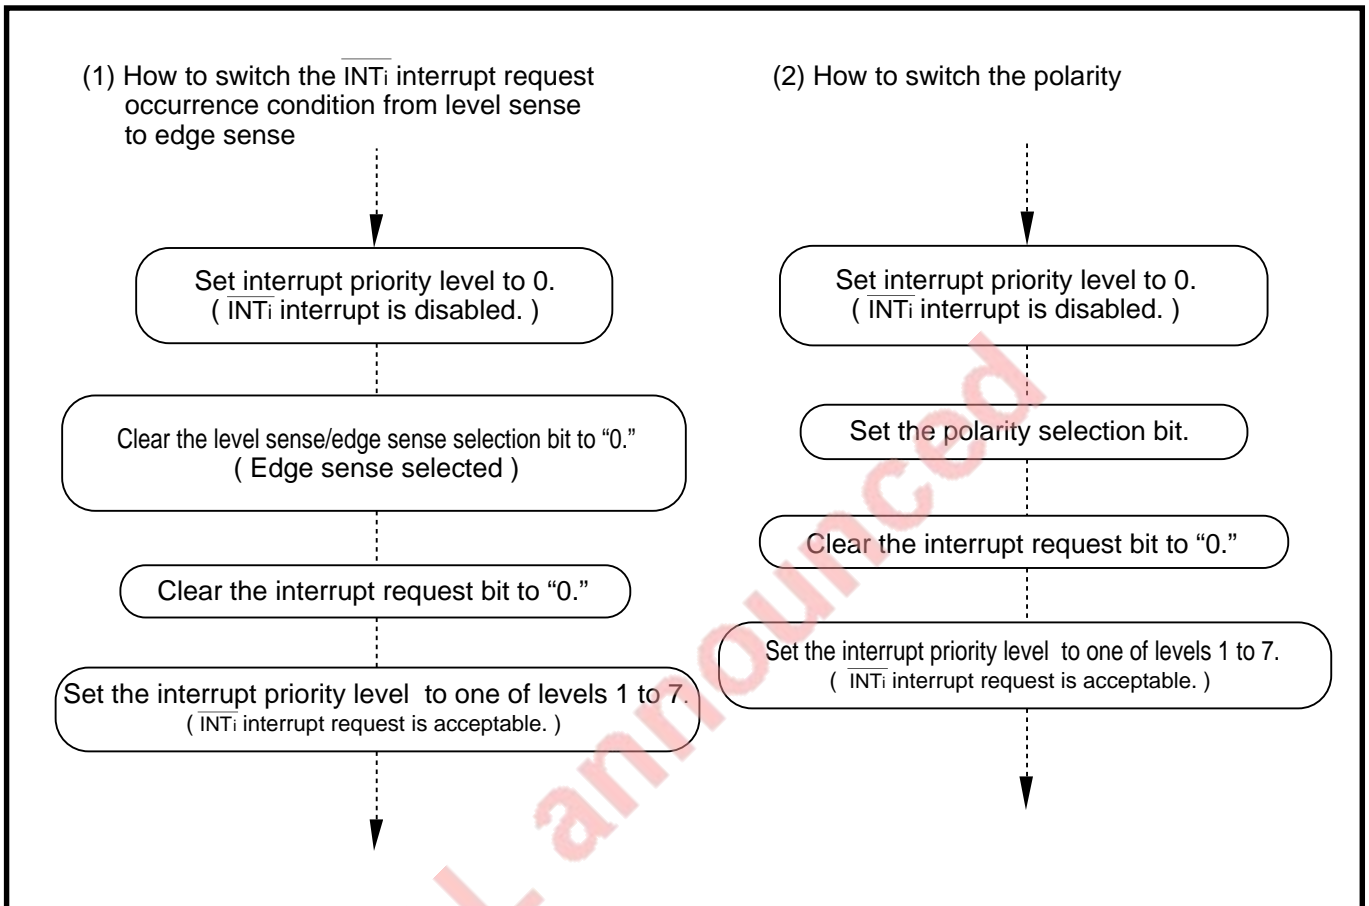 (1) How to switch the INTi interrupt request
occurrence condition from level sense
to edge sense
Set interrupt priority level to 0.
( INTi interrupt is disabled. )
Clear the level sense/edge sense selection bit to “0.”
( Edge sense selected )
Clear the interrupt request bit to “0.”
Set the interrupt priority level to one of levels 1 to 7.
( INTi interrupt request is acceptable. )
(2) How to switch the polarity
Set interrupt priority level to 0.
( INTi interrupt is disabled. )
Set the polarity selection bit.
Clear the interrupt request bit to “0.”
Set the interrupt priority level to one of levels 1 to 7.
( INTi interrupt request is acceptable. )
L announced